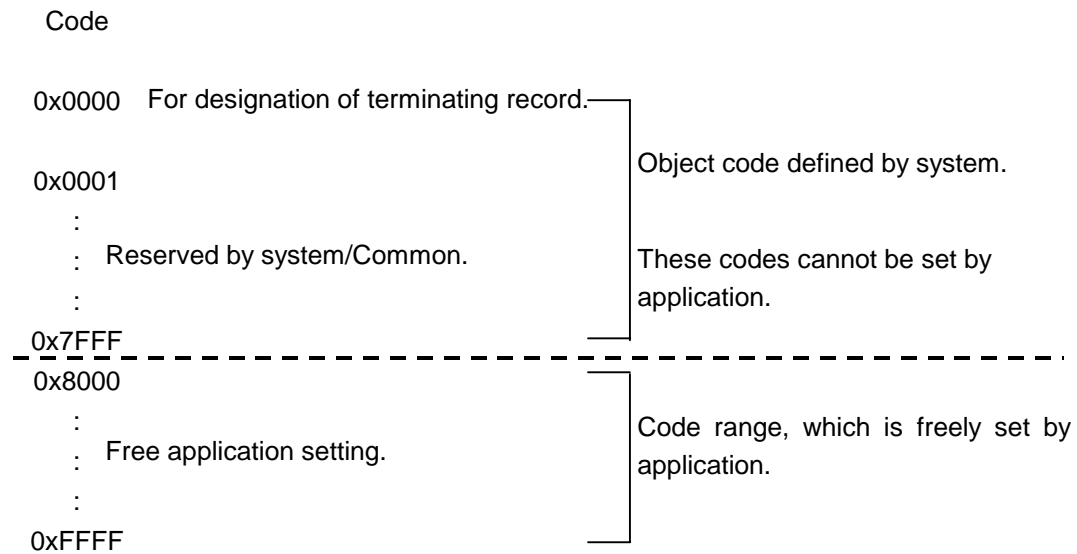 Code
0x0000 For designation of terminating record.
Object code defined by system.
0x0001
:
: Reserved by system/Common.
These codes cannot be set by
:
application.
0x7FFF
0x8000
:
Code range, which is freely set by
: Free application setting.
application.
:
0xFFFF